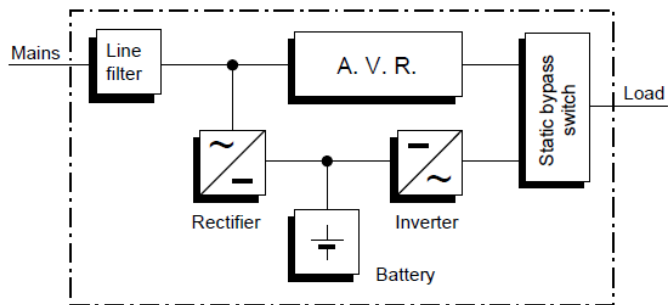 Mains
Line
filter
A. V. R.
Static bypass
switch
Load
Rectifier
Inverter
Battery